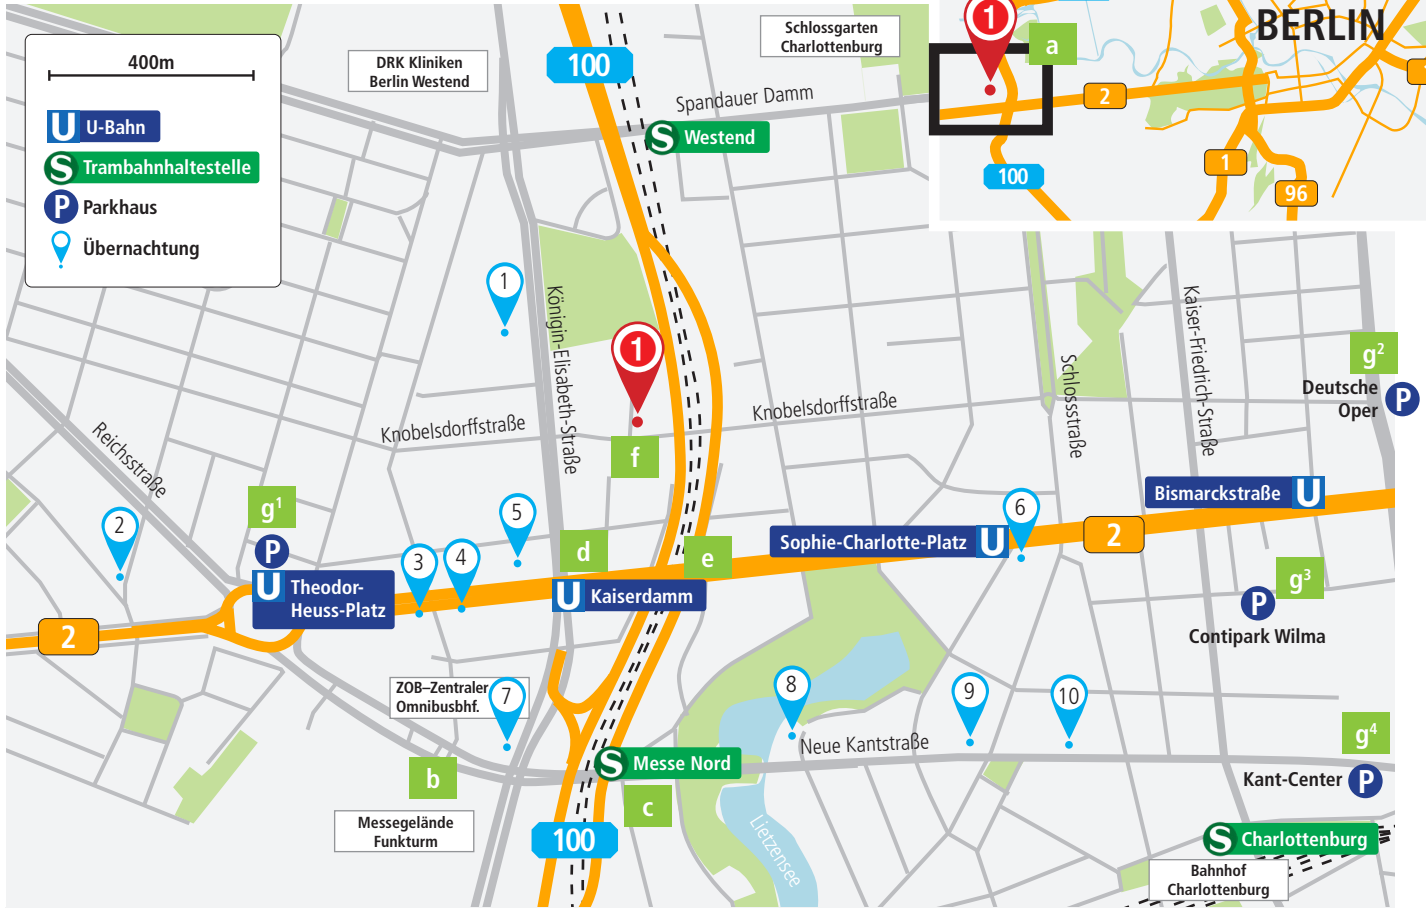 400m
U U-Bahn
S Trambahnhaltestelle
P Parkhaus
Übernachtung
DRK Kliniken
Berlin Westend
100
Schlossgarten
Charlottenburg
Spandauer Damm
S Westend
1
BERLIN
a
2
100
1
96
1
Königin-Elisabeth-Straße
1
f
Knobelsdorffstraße
Knobelsdorffstraße
Schlossstraße
Kaiser-Friedrich-Straße
g²
Deutsche
Oper
P
Reichsstraße
g¹
P
2
3
4
5
d
e
6
Sophie-Charlotte-Platz U
2
Bismarckstraße U
U Theodor-
Heuss-Platz
U Kaiserdamm
2
g³
P
Contipark Wilma
ZOB–Zentraler
Omnibusbhf.
7
8
9
10
Neue Kantstraße
g⁴
Kant-Center P
b
S Messe Nord
c
Messegelände
Funkturm
100
Lietzensee
S Charlottenburg
Bahnhof
Charlottenburg